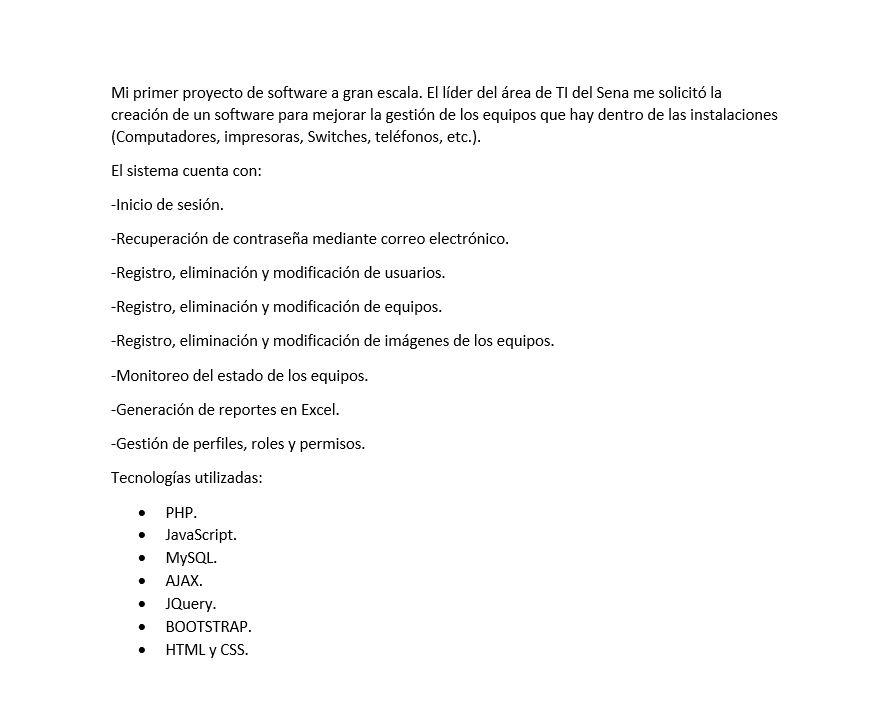 Mi primer proyecto de software a gran escala. El líder del área de TI del Sena me solicitó la
creación de un software para mejorar la gestión de los equipos que hay dentro de las instalaciones
(Computadores, impresoras, Switches, teléfonos, etc.).
El sistema cuenta con:
-Inicio de sesión.
-Recuperación de contraseña mediante correo electrónico.
-Registro, eliminación y modificación de usuarios.
-Registro, eliminación y modificación de equipos.
-Registro, eliminación y modificación de imágenes de los equipos.
-Monitoreo del estado de los equipos.
-Generación de reportes en Excel.
-Gestión de perfiles, roles y permisos.
Tecnologías utilizadas:
• PHP.
• JavaScript.
• MySQL.
• AJAX.
• JQuery.
• BOOTSTRAP.
• HTML y CSS.